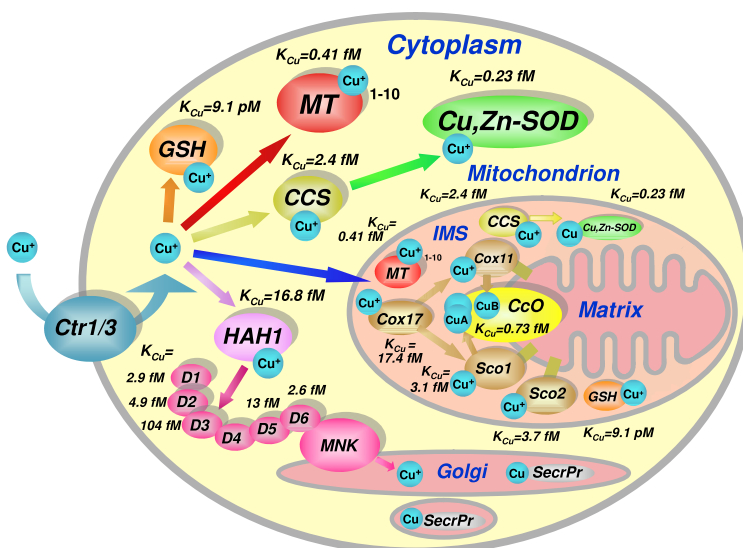 Cytoplasm
K_Cu=0.41 fM
Cu⁺
MT
1-10
K_Cu=0.23 fM
Cu,Zn-SOD
Cu⁺
K_Cu=9.1 pM
GSH
Cu⁺
K_Cu=2.4 fM
CCS
Cu⁺
Mitochondrion
K_Cu=2.4 fM
K_Cu=0.23 fM
K_Cu=
0.41 fM
IMS
CCS
Cu⁺
Cu
Cu,Zn-SOD
Cu⁺
Cu⁺
Cu⁺
1-10
MT
Cu⁺
Cox11
Cu⁺
Cox17
CuA
CuB
CcO
K_Cu=0.73 fM
Matrix
K_Cu =
17.4 fM
K_Cu=
3.1 fM
Sco1
Cu⁺
Sco2
Cu⁺
GSH
Cu⁺
K_Cu=3.7 fM
K_Cu=9.1 pM
Ctr1/3
K_Cu=16.8 fM
HAH1
Cu⁺
K_Cu=
2.9 fM
D1
4.9 fM
D2
104 fM
D3
D4
13 fM
D5
2.6 fM
D6
MNK
Cu⁺
Golgi
Cu
SecrPr
Cu
SecrPr